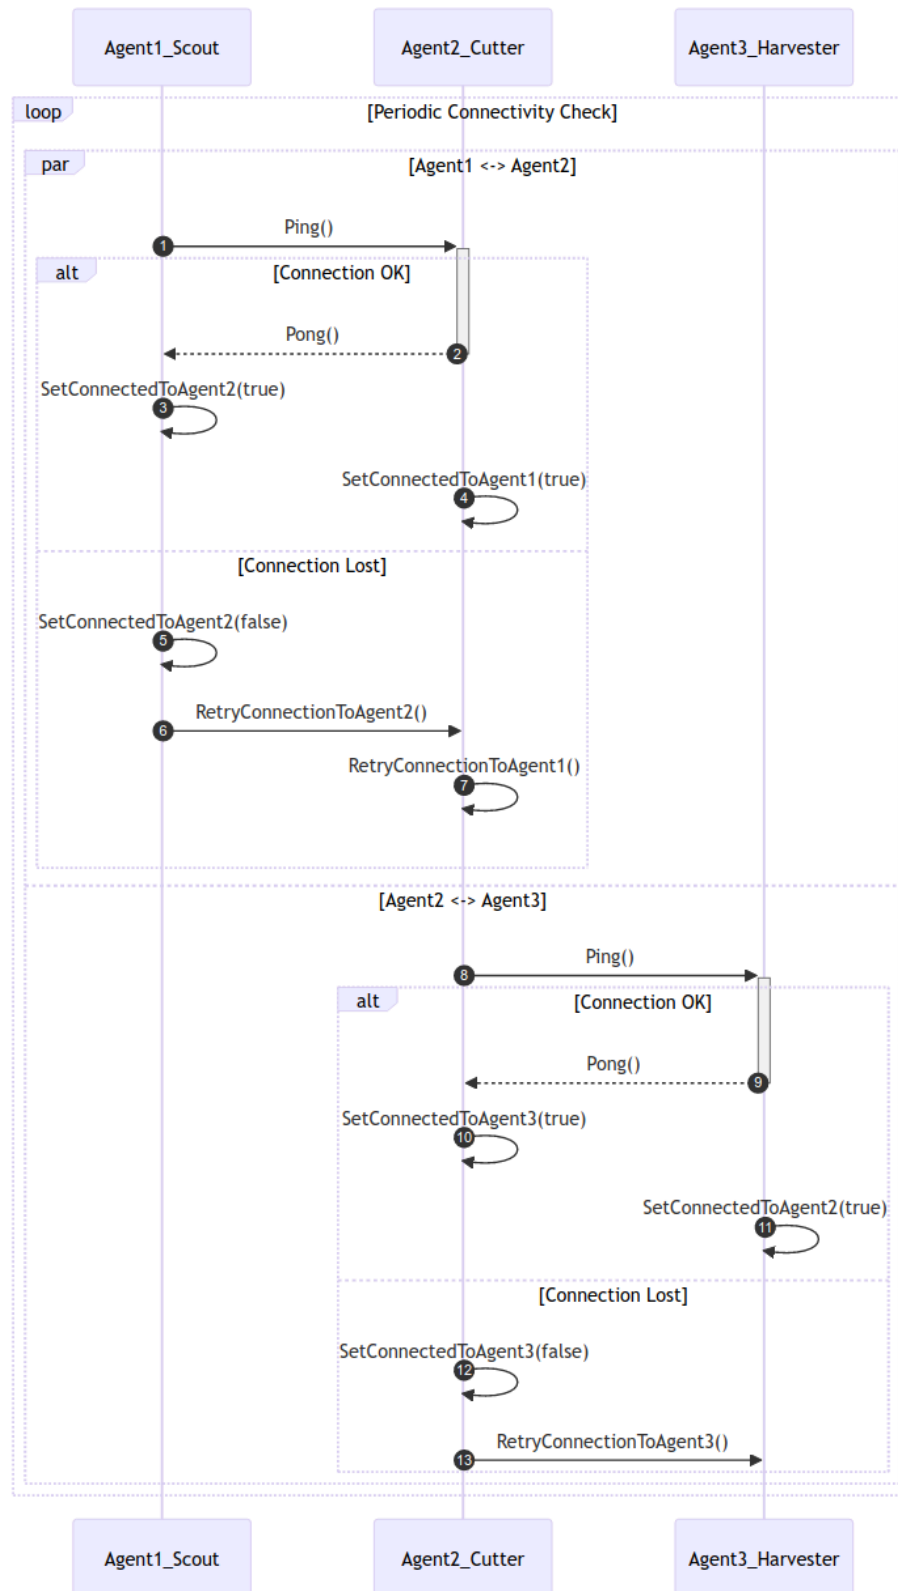 Agent1_Scout
Agent2_Cutter
Agent3_Harvester
loop
[Periodic Connectivity Check]
par
[Agent1 <-> Agent2]
Ping()
1
alt
[Connection OK]
Pong()
2
SetConnectedToAgent2(true)
3
SetConnectedToAgent1(true)
4
[Connection Lost]
SetConnectedToAgent2(false)
5
RetryConnectionToAgent2()
6
RetryConnectionToAgent1()
7
[Agent2 <-> Agent3]
Ping()
8
alt
[Connection OK]
Pong()
9
SetConnectedToAgent3(true)
10
SetConnectedToAgent2(true)
11
[Connection Lost]
SetConnectedToAgent3(false)
12
RetryConnectionToAgent3()
13
Agent1_Scout
Agent2_Cutter
Agent3_Harvester